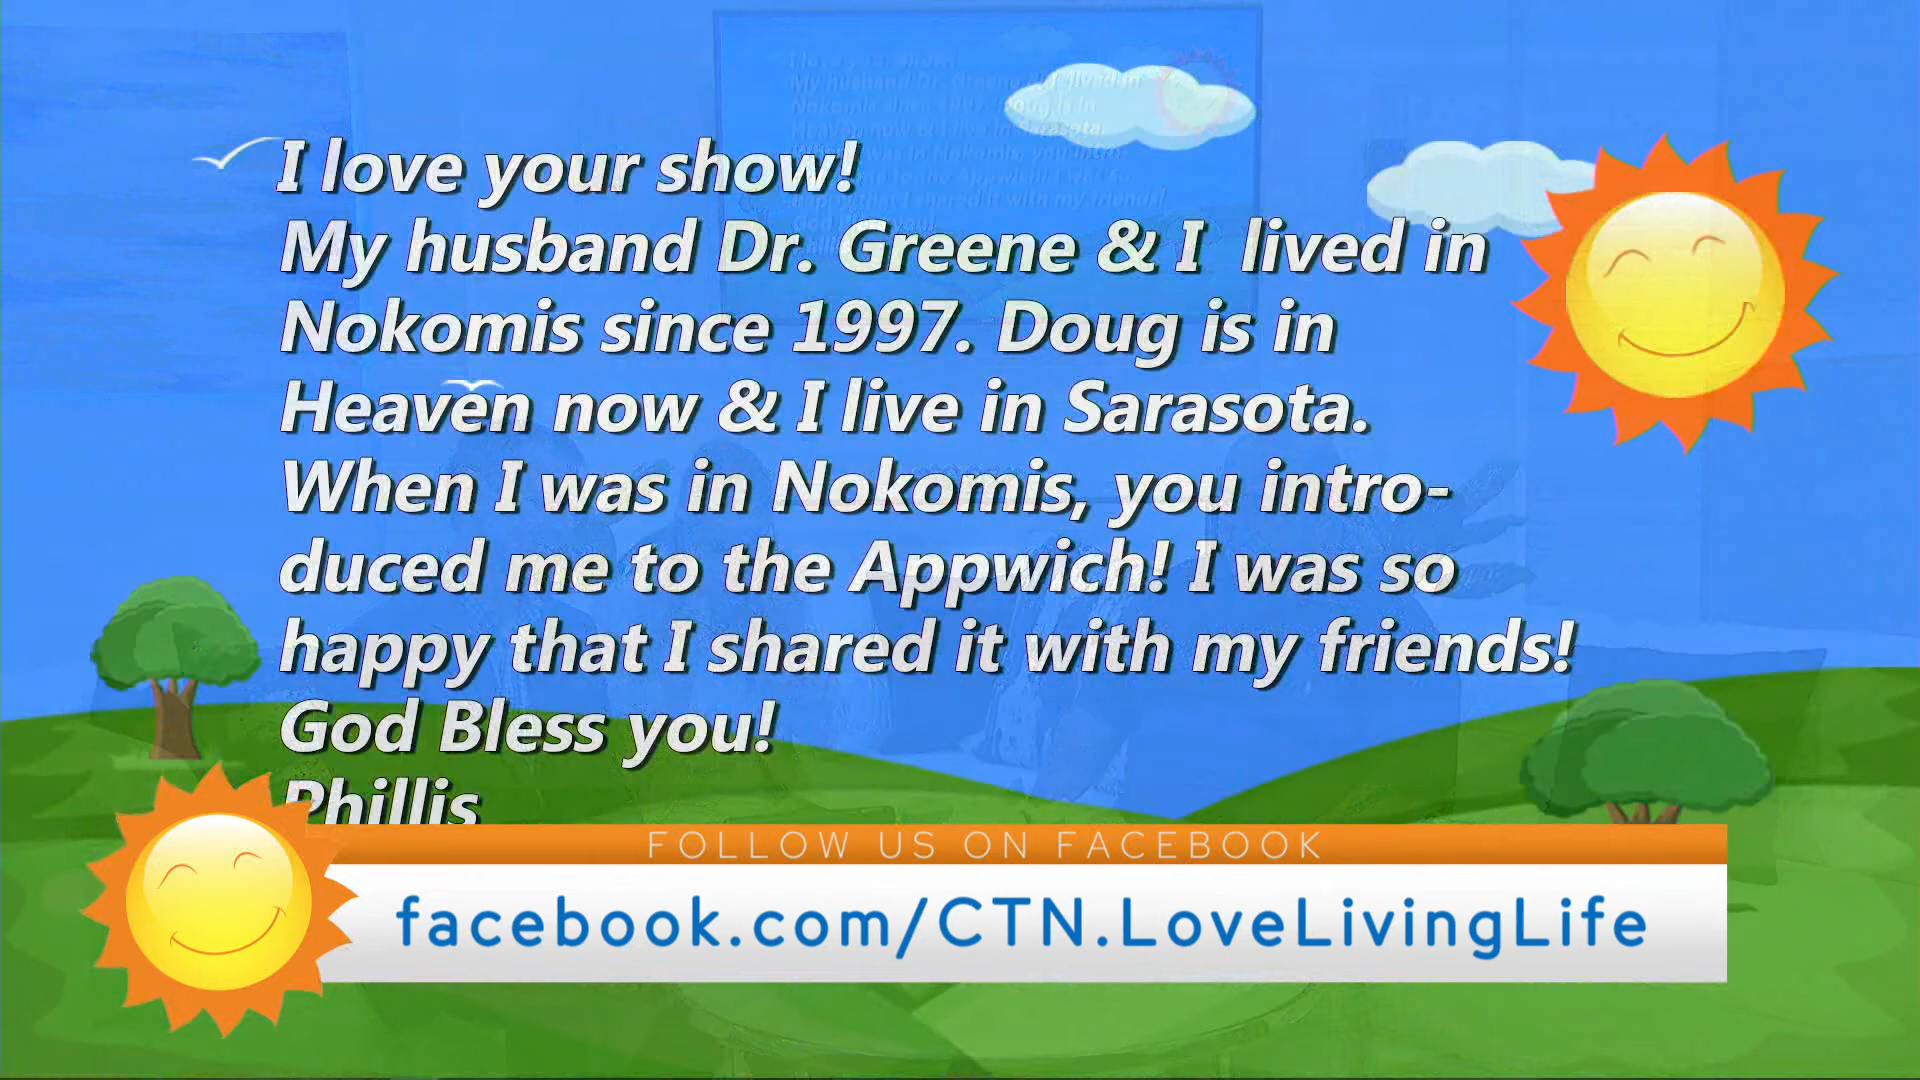 I love your show!
My husband Dr. Greene & I lived in
Nokomis since 1997. Doug is in
Heaven now & I live in Sarasota.
When I was in Nokomis, you intro-
duced me to the Appwich! I was so
happy that I shared it with my friends!
God Bless you!
Phillis
FOLLOW US ON FACEBOOK
facebook.com/CTN.LoveLivingLife